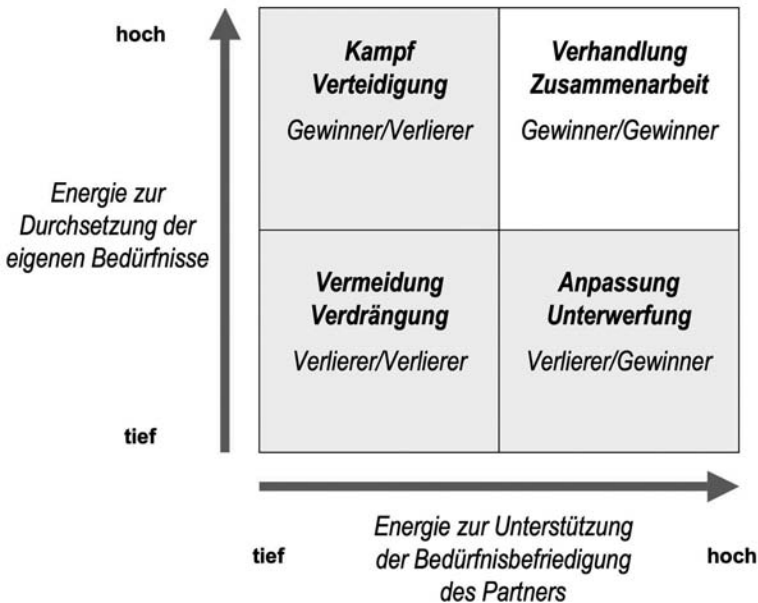 hoch
Kampf
Verteidigung
Gewinner/Verlierer
Verhandlung
Zusammenarbeit
Gewinner/Gewinner
Energie zur
Durchsetzung der
eigenen Bedürfnisse
Vermeidung
Verdrängung
Verlierer/Verlierer
Anpassung
Unterwerfung
Verlierer/Gewinner
tief
tief
Energie zur Unterstützung
der Bedürfnisbefriedigung
des Partners
hoch